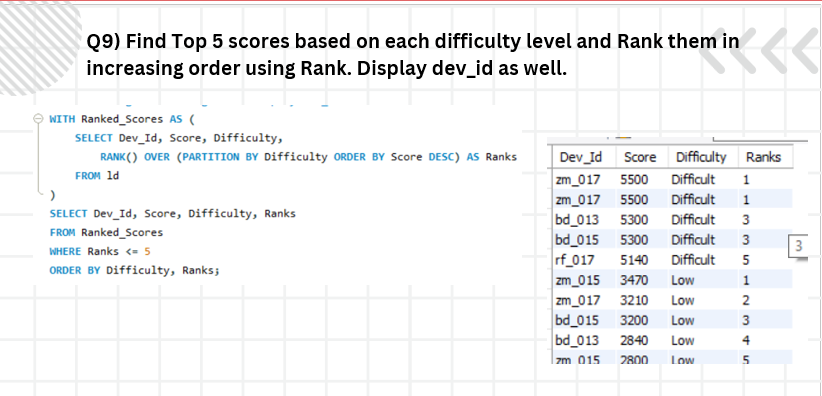 Q9) Find Top 5 scores based on each difficulty level and Rank them in
increasing order using Rank. Display dev_id as well.
WITH Ranked_Scores AS (
SELECT Dev_Id, Score, Difficulty,
RANK() OVER (PARTITION BY Difficulty ORDER BY Score DESC) AS Ranks
FROM ld
)
SELECT Dev_Id, Score, Difficulty, Ranks
FROM Ranked_Scores
WHERE Ranks <= 5
ORDER BY Difficulty, Ranks;
Dev_Id Score Difficulty Ranks
zm_017 5500 Difficult 1
zm_017 5500 Difficult 1
bd_013 5300 Difficult 3
bd_015 5300 Difficult 3
3
rf_017 5140 Difficult 5
zm_015 3470 Low 1
zm_017 3210 Low 2
bd_015 3200 Low 3
bd_013 2840 Low 4
zm_015 2800 Low 5